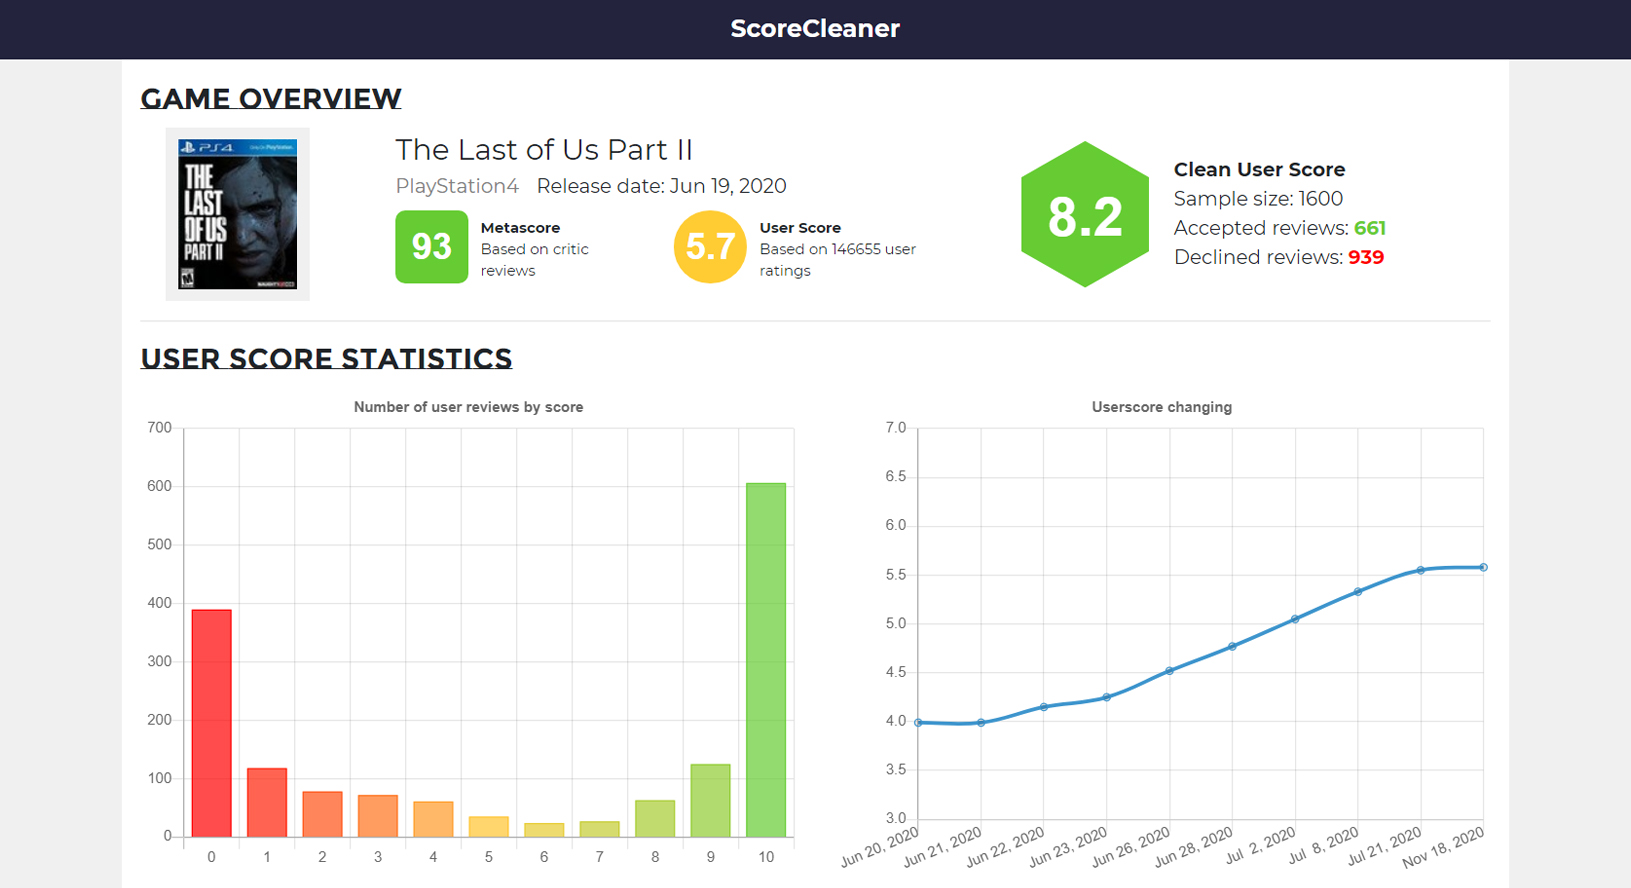 ScoreCleaner
GAME OVERVIEW
PS4
THE
LAST
OF US
PART II
The Last of Us Part II
PlayStation4 Release date: Jun 19, 2020
93
Metascore
Based on critic
reviews
5.7
User Score
Based on 146655 user
ratings
8.2
Clean User Score
Sample size: 1600
Accepted reviews: 661
Declined reviews: 939
USER SCORE STATISTICS
Number of user reviews by score
700
600
500
400
300
200
100
0
0 1 2 3 4 5 6 7 8 9 10
Userscore changing
7.0
6.5
6.0
5.5
5.0
4.5
4.0
3.5
3.0
Jun 20, 2020 Jun 21, 2020 Jun 22, 2020 Jun 23, 2020 Jun 26, 2020 Jun 28, 2020 Jul 2, 2020 Jul 8, 2020 Jul 21, 2020 Nov 18, 2020